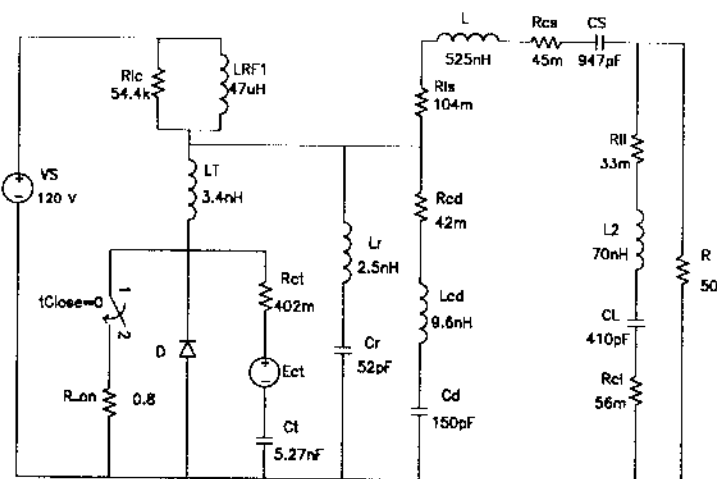 L
525nH
Rcs
45m
CS
947pF
Rlc
54.4k
LRF1
47uH
Rls
104m
VS
120 V
LT
3.4nH
Rcd
42m
Rll
33m
Lr
2.5nH
L2
70nH
R
50
tClose=0
1
2
Rct
402m
Lcd
9.6nH
D
Ect
Cr
52pF
CL
410pF
R_on
0.8
Ct
5.27nF
Cd
150pF
Rcl
56m